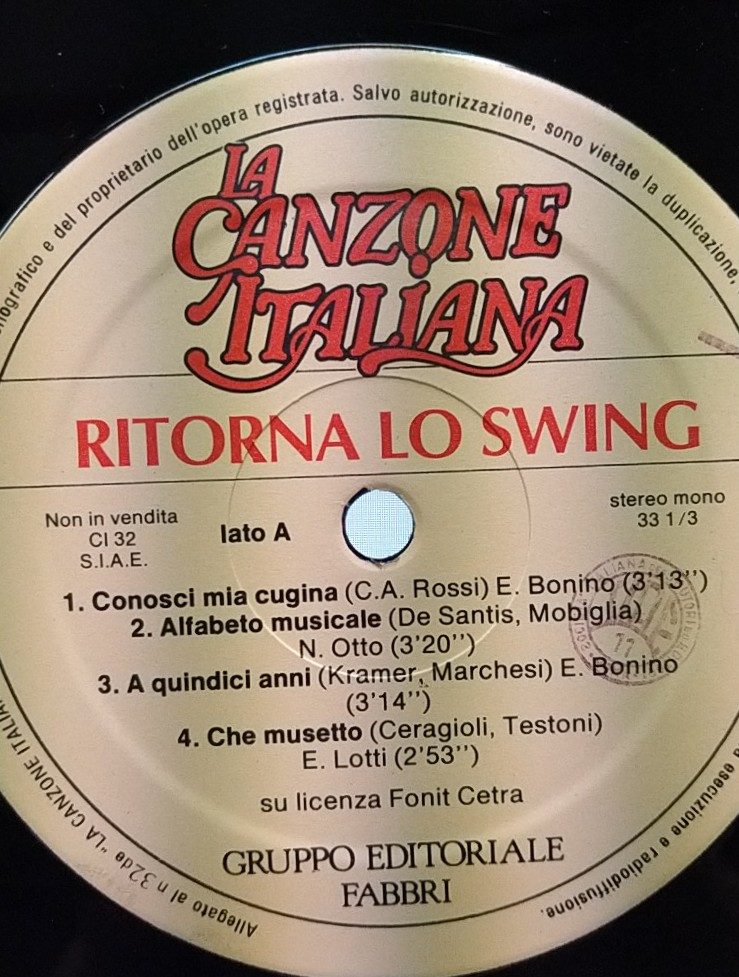 nografico e del proprietario dell'opera registrata. Salvo autorizzazione, sono vietate la duplicazione,
LA
CANZONE
ITALIANA
RITORNA LO SWING
Non in vendita
CI 32
S.I.A.E.
lato A
stereo mono
33 1/3
1. Conosci mia cugina (C.A. Rossi) E. Bonino (3'13'')
2. Alfabeto musicale (De Santis, Mobiglia)
N. Otto (3'20'')
3. A quindici anni (Kramer, Marchesi) E. Bonino
(3'14'')
4. Che musetto (Ceragioli, Testoni)
E. Lotti (2'53'')
su licenza Fonit Cetra
GRUPPO EDITORIALE
FABBRI
Allegato al n 32 de "LA CANZONE ITALIA
esecuzione e radiodiffusione.